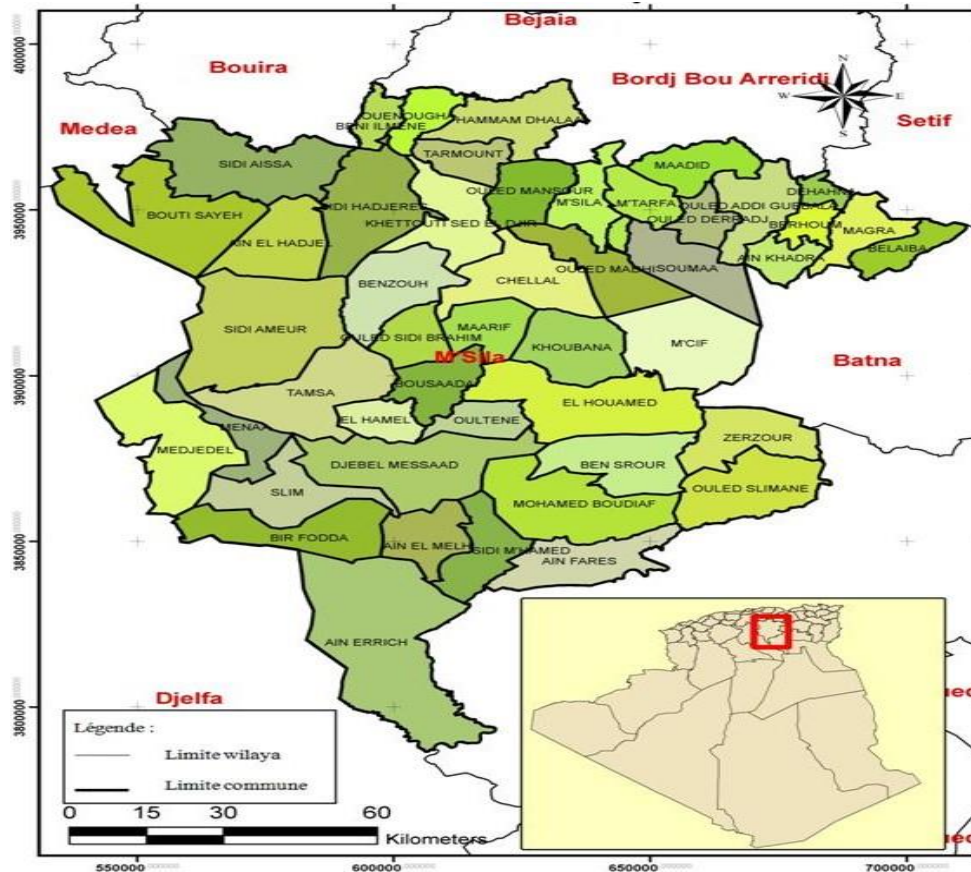 Bejaia
4000000
Bouira
Bordj Bou Arreridj
N
W
E
S
Setif
Medea
OUENOUGHA
BENI ILMENE
HAMMAM DHALAA
TARMOUNT
SIDI AISSA
MAADID
OULED MANSOUR
DEHAHNA
SIDI HADJERES
M'SILA
M'TARFA
OULED ADDI GUEBALA
3950000
BOUTI SAYEH
KHETTOUTI SED EL DJIR
OULED DERRADJ
BERHOUM
MAGRA
AIN EL HADJEL
BELAIBA
AIN KHADRA
OULED MADHI
SOUMAA
BENZOUH
CHELLAL
SIDI AMEUR
MAARIF
OULED SIDI BRAHIM
KHOUBANA
M'CIF
M Sila
Batna
3900000
BOUSAADA
TAMSA
EL HOUAMED
EL HAMEL
OULTENE
MENAA
ZERZOUR
MEDJEDEL
DJEBEL MESSAAD
BEN SROUR
OULED SLIMANE
SLIM
MOHAMED BOUDIAF
BIR FODDA
AÏN EL MELH
SIDI M'HAMED
3850000
AIN FARES
AIN ERRICH
Djelfa
3800000
Légende :
Limite wilaya
Limite commune
0 15 30 60
Kilometers
550000 600000 650000 700000